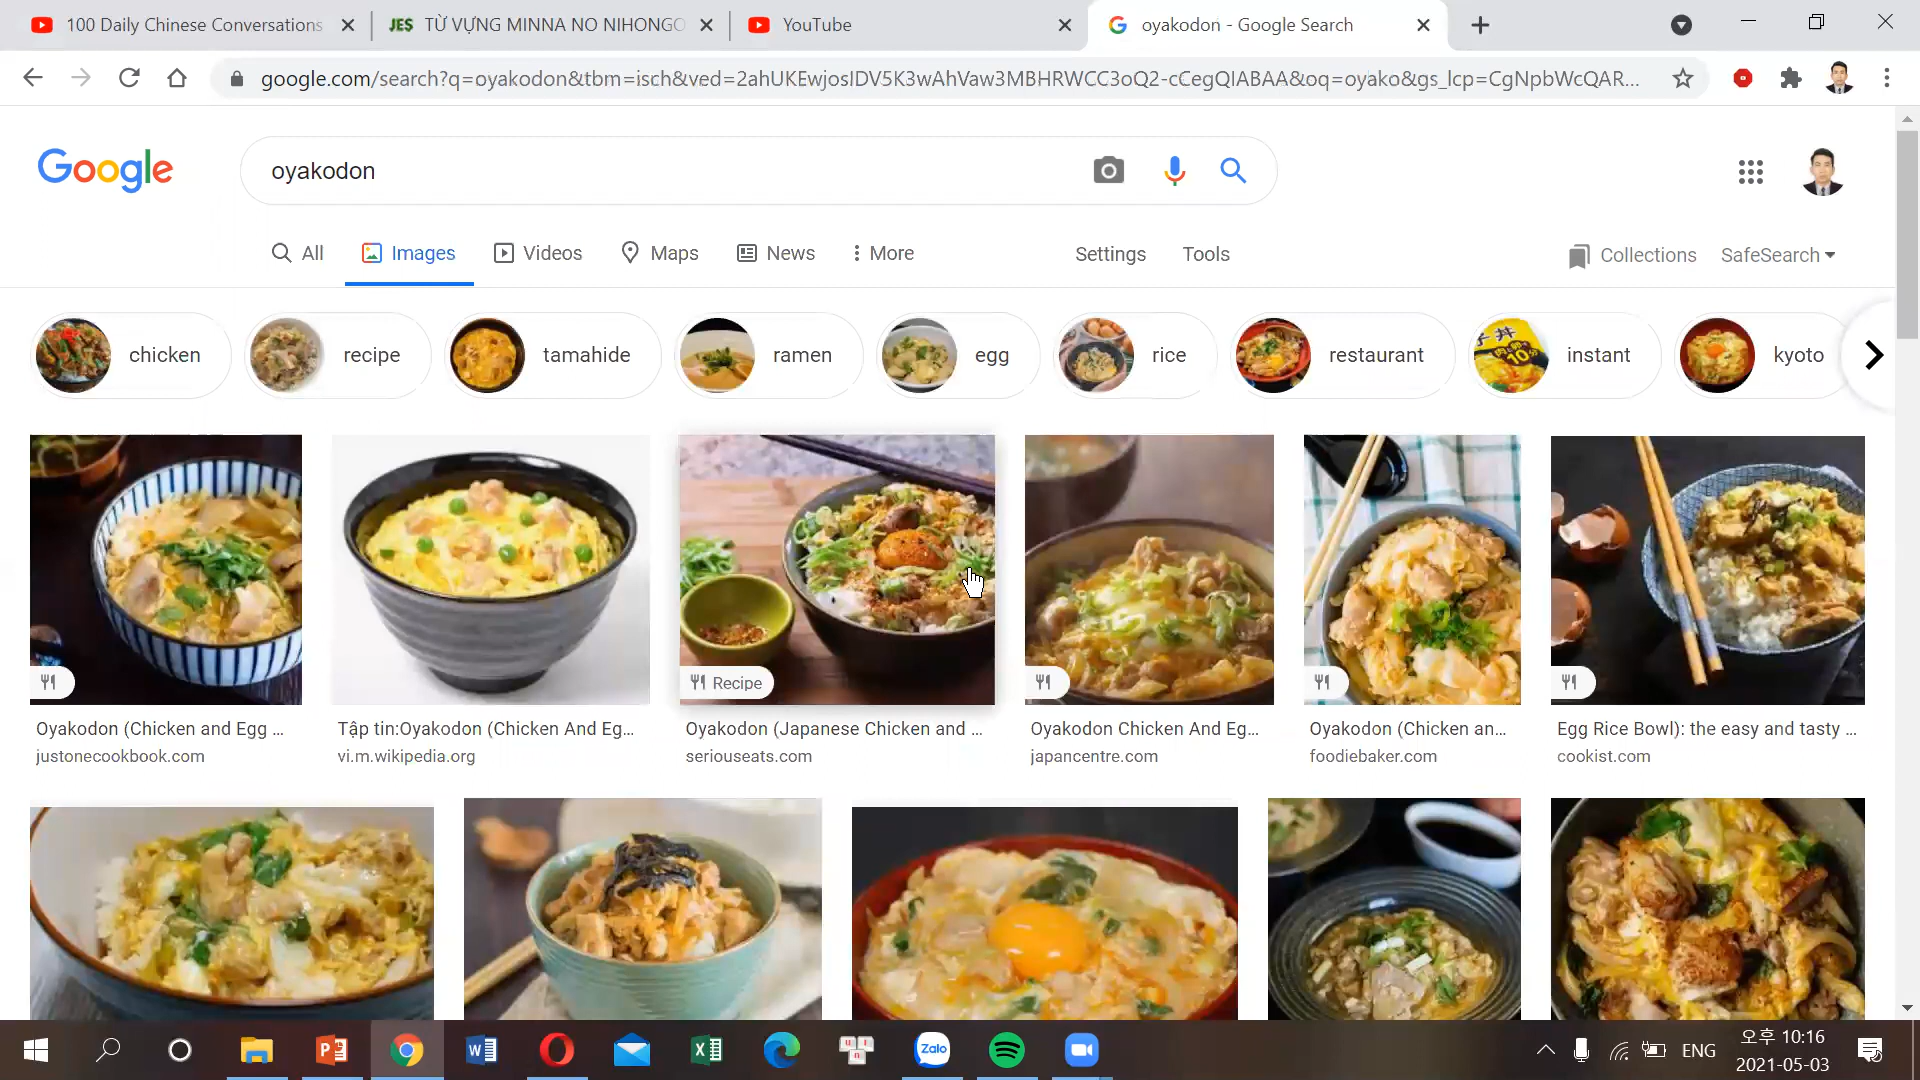 100 Daily Chinese Conversations
JES TỪ VỰNG MINNA NO NIHONGO
YouTube
oyakodon - Google Search
google.com/search?q=oyakodon&tbm=isch&ved=2ahUKEwjosIDV5K3wAhVaw3MBHRWCC3oQ2-cCegQIABAA&oq=oyako&gs_lcp=CgNpbWcQAR...
Google
oyakodon
All Images Videos Maps News More Settings Tools Collections SafeSearch
chicken recipe tamahide ramen egg rice restaurant instant kyoto
Recipe
Oyakodon (Chicken and Egg ...
justonecookbook.com
Tập tin:Oyakodon (Chicken And Eg...
vi.m.wikipedia.org
Oyakodon (Japanese Chicken and ...
seriouseats.com
Oyakodon Chicken And Eg...
japancentre.com
Oyakodon (Chicken an...
foodiebaker.com
Egg Rice Bowl): the easy and tasty ...
cookist.com
Zalo
ENG
오후 10:16
2021-05-03